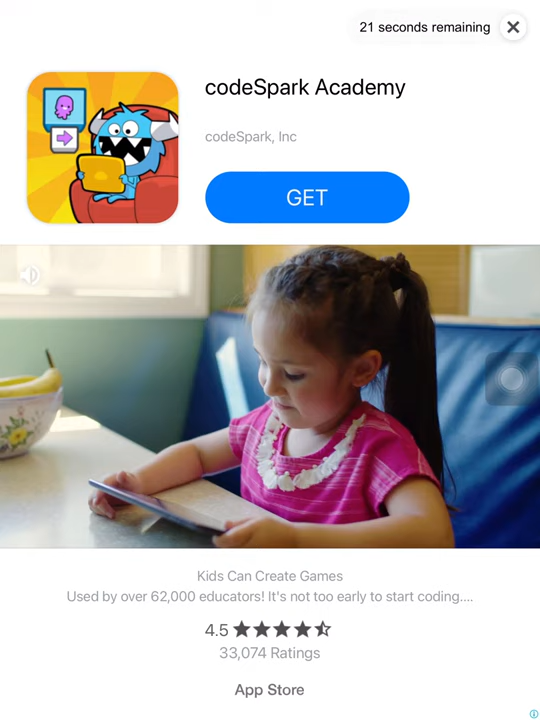 21 seconds remaining
codeSpark Academy
codeSpark, Inc
GET
Kids Can Create Games
Used by over 62,000 educators! It's not too early to start coding....
4.5
33,074 Ratings
App Store